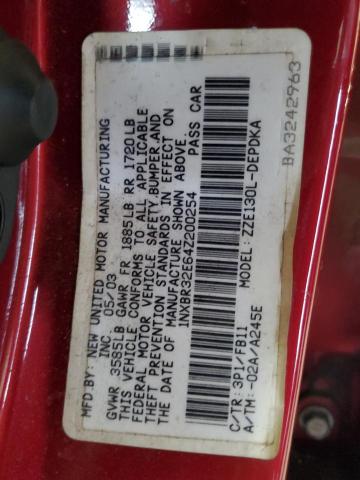 MFD BY: NEW UNITED MOTOR MANUFACTURING
INC 05/03
GVWR 3585LB GAWR FR 1885LB RR 1720LB
THIS VEHICLE CONFORMS TO ALL APPLICABLE
FEDERAL MOTOR VEHICLE SAFETY,BUMPER,AND
THEFT PREVENTION STANDARDS IN EFFECT ON
THE DATE OF MANUFACTURE SHOWN ABOVE
1NXBR32E64Z200254 PASS CAR
MODEL: ZZE130L-DEPDKA
C/TR: 3P1/FB11
A/TM: -02A/A245E
BA3242963